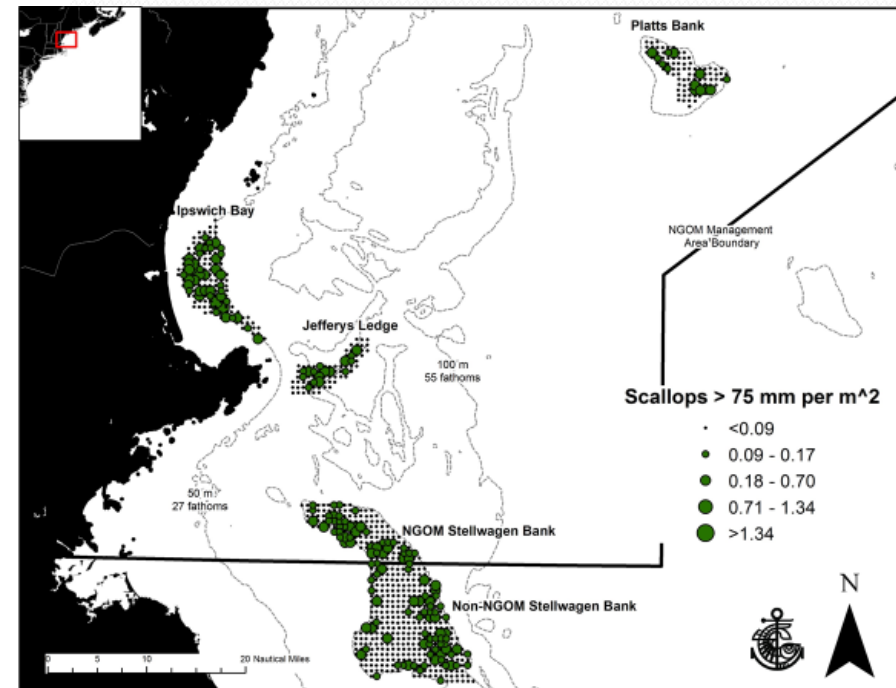 Platts Bank
Ipswich Bay
NGOM Management
Area Boundary
Jefferys Ledge
100 m
55 fathoms
Scallops > 75 mm per m^2
<0.09
0.09 - 0.17
0.18 - 0.70
0.71 - 1.34
>1.34
50 m
27 fathoms
NGOM Stellwagen Bank
Non-NGOM Stellwagen Bank
N
0 5 10 20 Nautical Miles